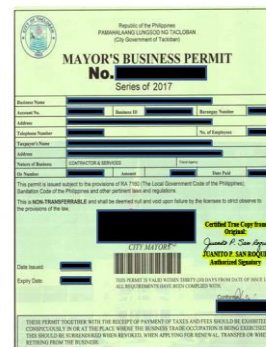 Republic of the Philippines
PAMAHALAANG LUNGSOD NG TACLOBAN
(City Government of Tacloban)
MAYOR'S BUSINESS PERMIT
No.
Series of 2017
Business Name
Account No. Business ID Barangay Number
Address
Telephone Number No. of Employees
Taxpayer's Name
Address
Nature of Business CONTRACTOR & SERVICES
Or Number Amount Date Paid
This permit is issued subject to the provisions of RA 7160 (The Local Government Code of the Philippines)
Sanitation Code of the Philippines and other pertinent laws and regulations.
This is NON-TRANSFERRABLE and shall be deemed null and void upon failure by the licensee to strict observe to
the provisions of the law.
Certified True Copy from
Original:
JUANITO P. SAN ROQUE
Authorized Signatory
CITY MAYOR
Date Issued:
Expiry Date:
THIS PERMIT IS VALID WITHIN THIRTY (30) DAYS FROM DATE OF ISSUE
ALL REQUIREMENTS HAVE BEEN COMPLIED WITH.
THESE PERMIT TOGETHER WITH THE RECEIPT OF PAYMENT OF TAXES AND FEES SHOULD BE EXHIBITED
CONSPICUOUSLY IN OR AT THE PLACE WHERE THE BUSINESS TRADE OCCUPATION IS BEING EXERCISED
THIS SHOULD BE SURRENDERED WHEN REVOKED, WHEN APPLYING FOR RENEWAL, TRANSFER OR WHEN
RETIRING FROM THE BUSINESS.